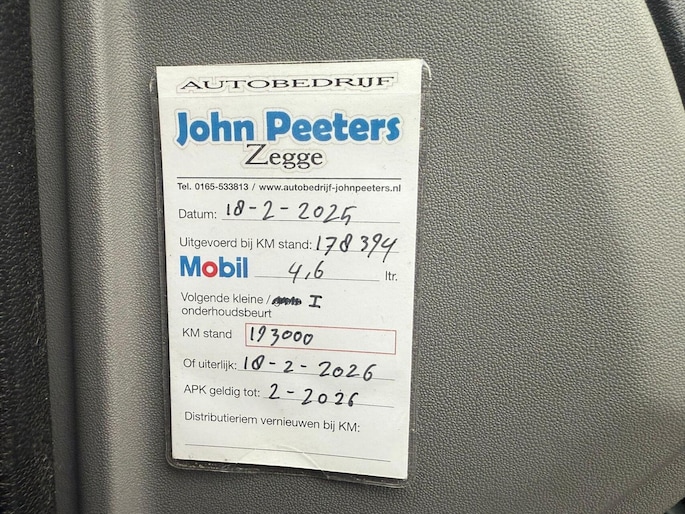 AUTOBEDRIJF
John Peeters
Zegge
Tel. 0165-533813 / www.autobedrijf-johnpeeters.nl
Datum: 18-2-2025
Uitgevoerd bij KM stand: 178394
Mobil 4,6 ltr.
Volgende kleine / I
onderhoudsbeurt
KM stand 193000
Of uiterlijk: 18-2-2026
APK geldig tot: 2-2026
Distributieriem vernieuwen bij KM: